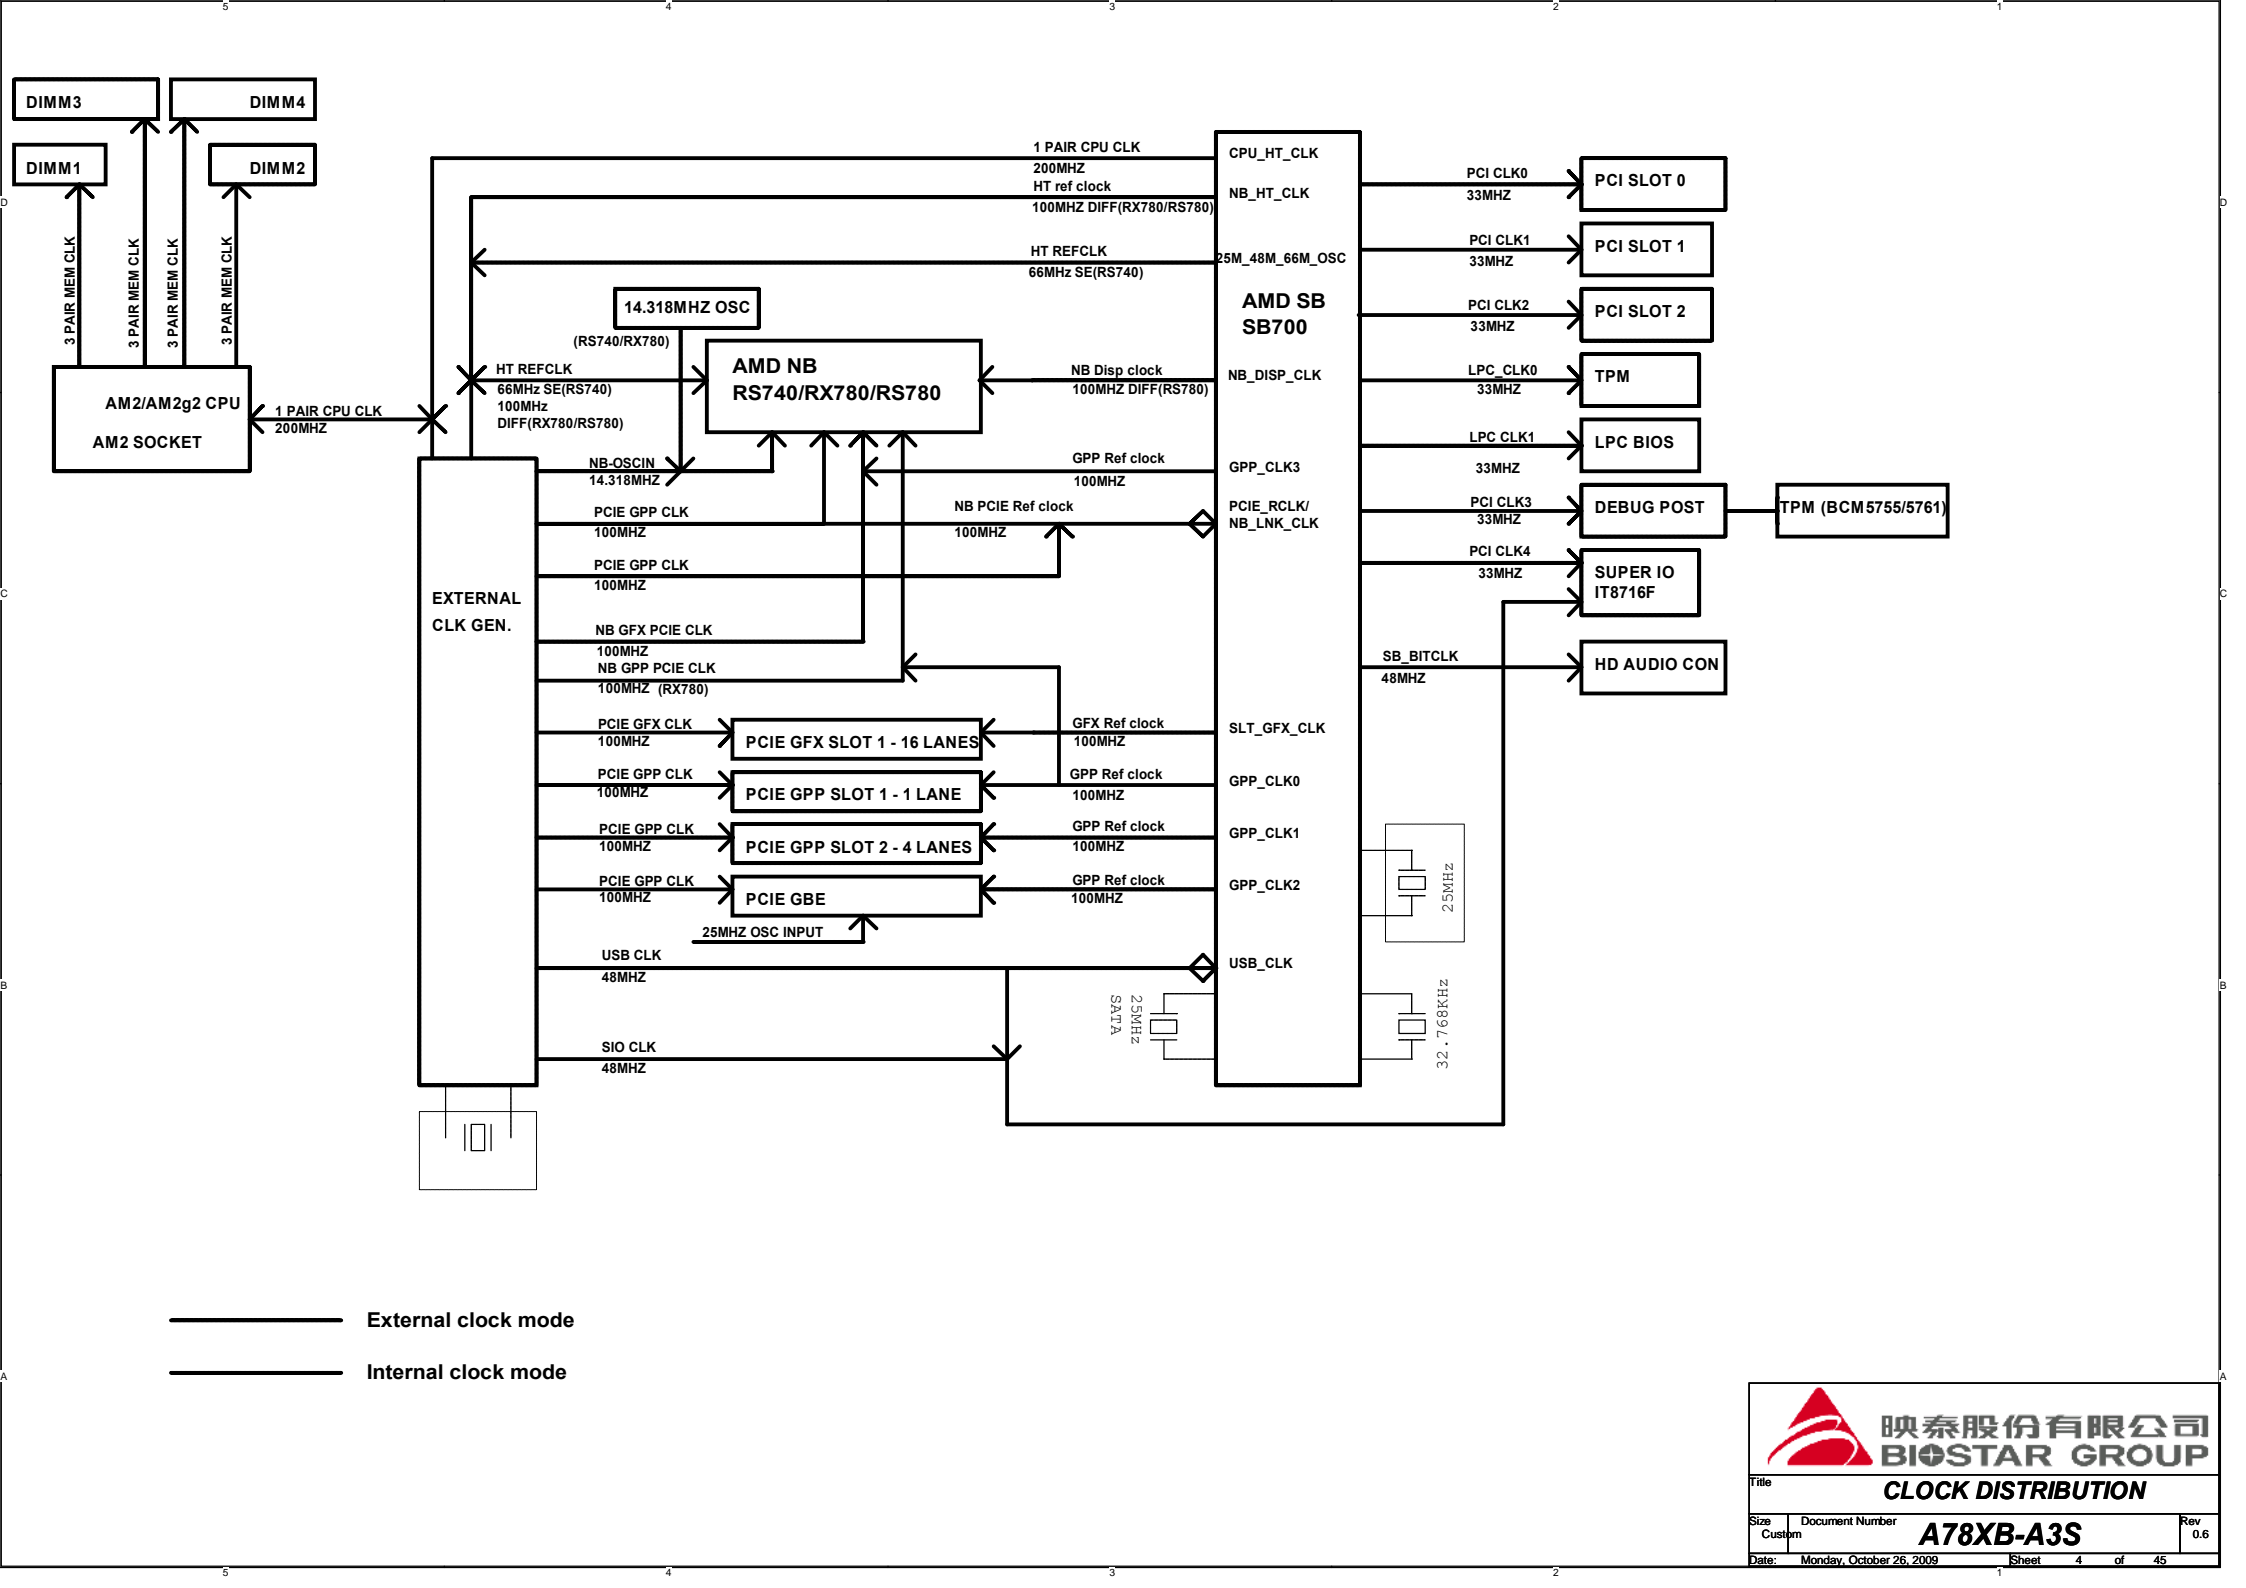 5
4
3
2
1
DIMM3
DIMM4
DIMM1
DIMM2
D
D
3 PAIR MEM CLK
3 PAIR MEM CLK
3 PAIR MEM CLK
3 PAIR MEM CLK
AM2/AM2g2 CPU
AM2 SOCKET
1 PAIR CPU CLK
200MHZ
1 PAIR CPU CLK
200MHZ
HT ref clock
100MHZ DIFF(RX780/RS780)
HT REFCLK
66MHz SE(RS740)
14.318MHZ OSC
(RS740/RX780)
HT REFCLK
66MHz SE(RS740)
100MHz
DIFF(RX780/RS780)
AMD NB
RS740/RX780/RS780
NB Disp clock
100MHZ DIFF(RS780)
NB-OSCIN
14.318MHZ
GPP Ref clock
100MHZ
PCIE GPP CLK
100MHZ
NB PCIE Ref clock
100MHZ
PCIE GPP CLK
100MHZ
C
C
EXTERNAL
CLK GEN.
NB GFX PCIE CLK
100MHZ
NB GPP PCIE CLK
100MHZ (RX780)
PCIE GFX CLK
100MHZ
PCIE GFX SLOT 1 - 16 LANES
GFX Ref clock
100MHZ
PCIE GPP CLK
100MHZ
PCIE GPP SLOT 1 - 1 LANE
GPP Ref clock
100MHZ
PCIE GPP CLK
100MHZ
PCIE GPP SLOT 2 - 4 LANES
GPP Ref clock
100MHZ
PCIE GPP CLK
100MHZ
PCIE GBE
GPP Ref clock
100MHZ
25MHZ OSC INPUT
USB CLK
48MHZ
SIO CLK
48MHZ
B
B
CPU_HT_CLK
NB_HT_CLK
25M_48M_66M_OSC
AMD SB
SB700
NB_DISP_CLK
GPP_CLK3
PCIE_RCLK/
NB_LNK_CLK
SLT_GFX_CLK
GPP_CLK0
GPP_CLK1
GPP_CLK2
USB_CLK
25MHz
SATA
25MHz
32.768KHz
PCI CLK0
33MHZ
PCI SLOT 0
PCI CLK1
33MHZ
PCI SLOT 1
PCI CLK2
33MHZ
PCI SLOT 2
LPC_CLK0
33MHZ
TPM
LPC CLK1
33MHZ
LPC BIOS
PCI CLK3
33MHZ
DEBUG POST
TPM (BCM5755/5761)
PCI CLK4
33MHZ
SUPER IO
IT8716F
SB_BITCLK
48MHZ
HD AUDIO CON
External clock mode
Internal clock mode
A
A
映泰股份有限公司
BIOSTAR GROUP
Title
CLOCK DISTRIBUTION
Size
Custom
Document Number
A78XB-A3S
Rev
0.6
Date: Monday, October 26, 2009
Sheet 4 of 45
5
4
3
2
1